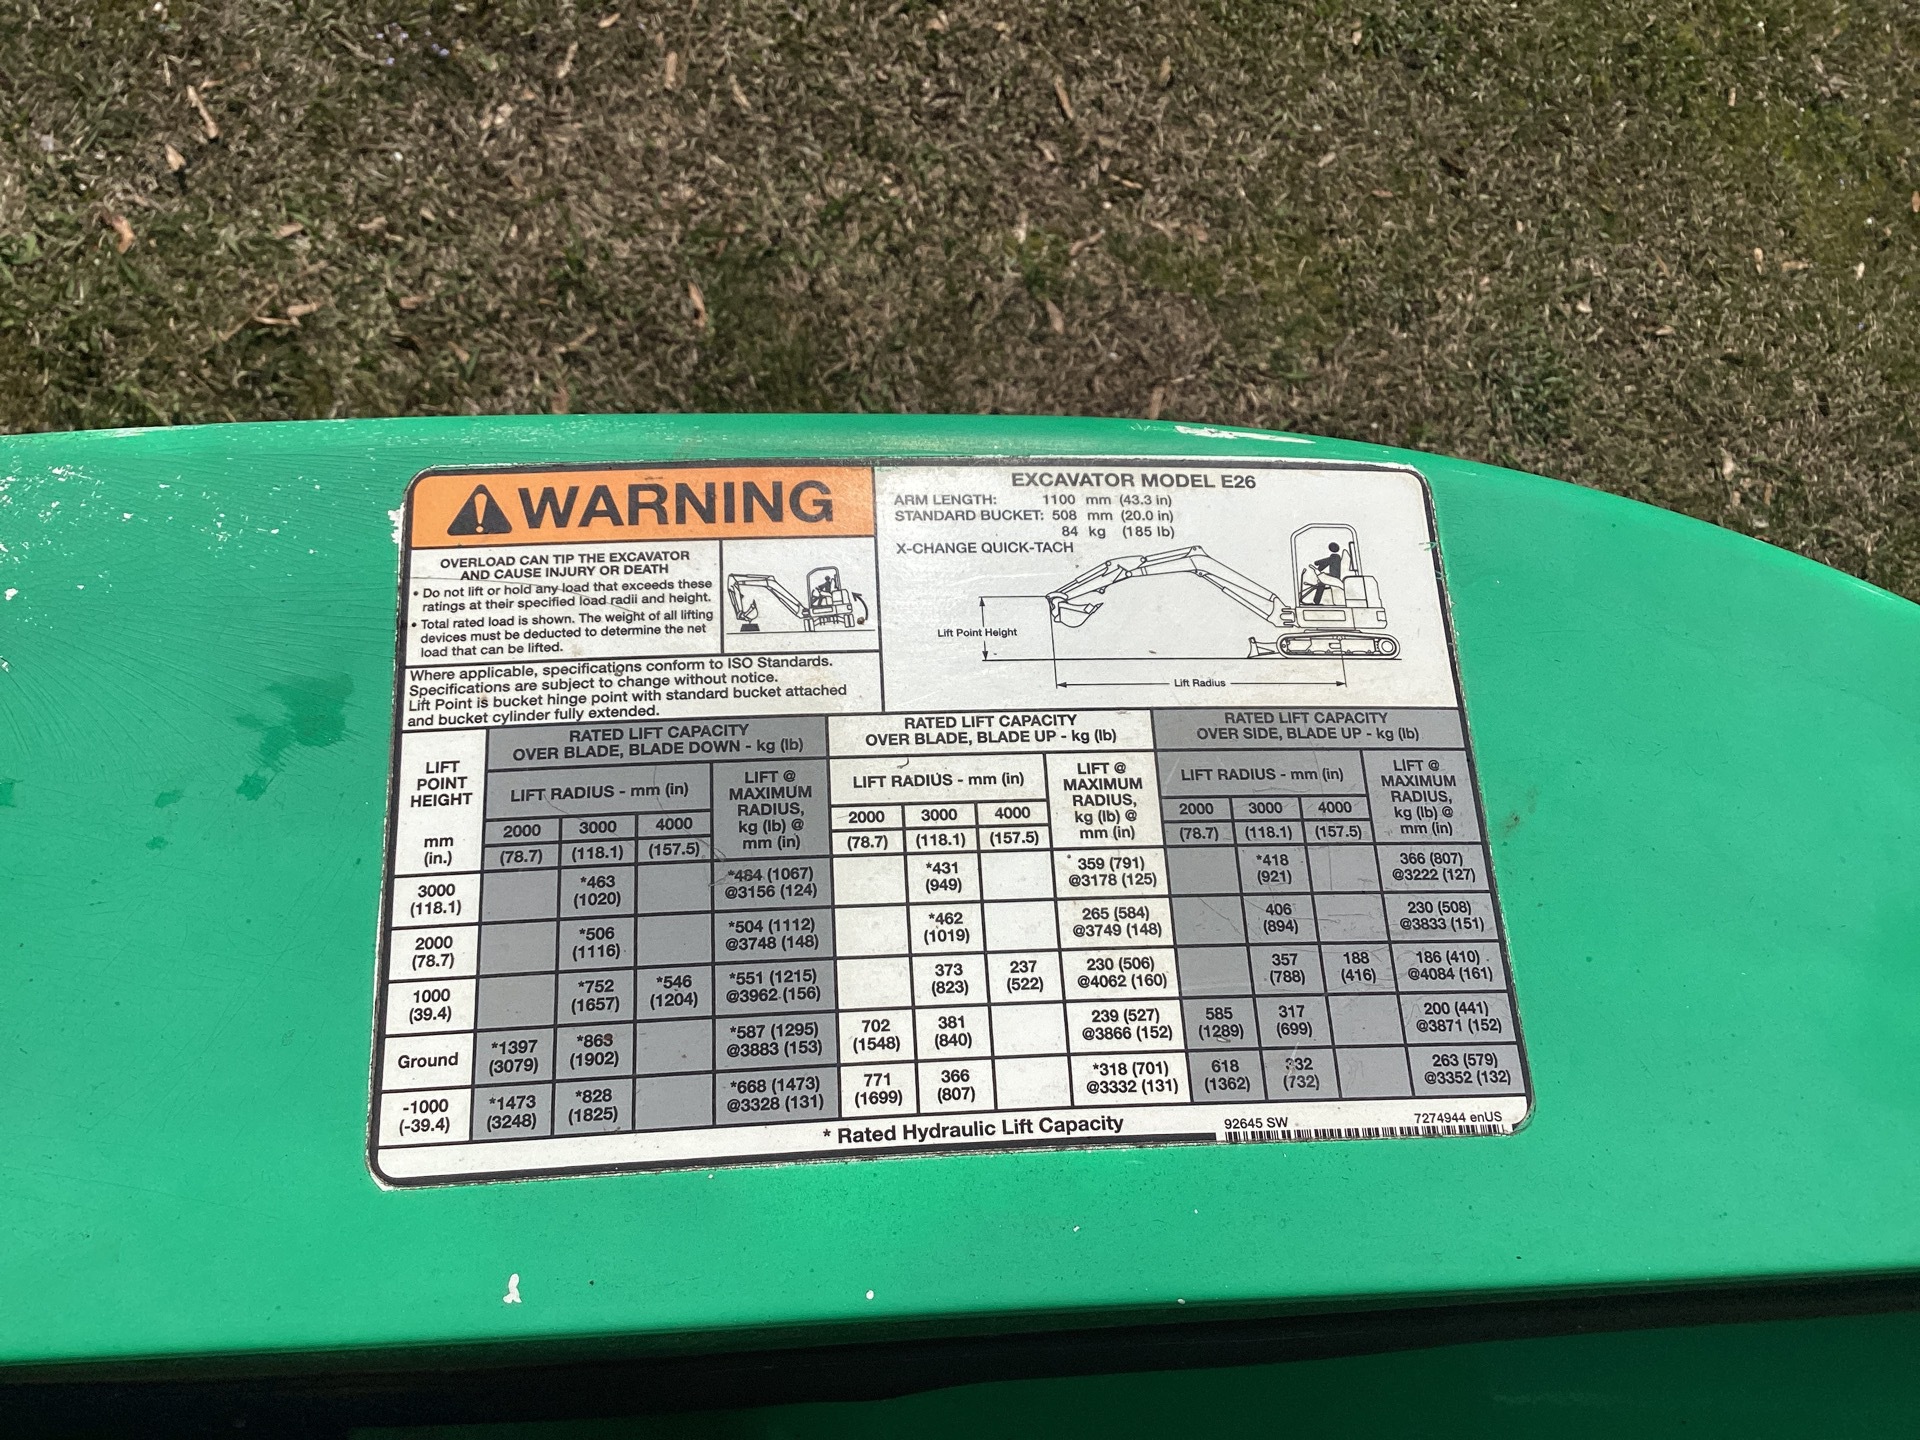 WARNING
OVERLOAD CAN TIP THE EXCAVATOR
AND CAUSE INJURY OR DEATH
• Do not lift or hold any load that exceeds these
ratings at their specified load radii and height.
• Total rated load is shown. The weight of all lifting
devices must be deducted to determine the net
load that can be lifted.
Where applicable, specifications conform to ISO Standards.
Specifications are subject to change without notice.
Lift Point is bucket hinge point with standard bucket attached
and bucket cylinder fully extended.
EXCAVATOR MODEL E26
ARM LENGTH: 1100 mm (43.3 in)
STANDARD BUCKET: 508 mm (20.0 in)
84 kg (185 lb)
X-CHANGE QUICK-TACH
Lift Point Height
Lift Radius
LIFT
POINT
HEIGHT
mm
(in.)
RATED LIFT CAPACITY
OVER BLADE, BLADE DOWN - kg (lb)
RATED LIFT CAPACITY
OVER BLADE, BLADE UP - kg (lb)
RATED LIFT CAPACITY
OVER SIDE, BLADE UP - kg (lb)
LIFT RADIUS - mm (in)
LIFT @
MAXIMUM
RADIUS,
kg (lb) @
mm (in)
LIFT RADIUS - mm (in)
LIFT @
MAXIMUM
RADIUS,
kg (lb) @
mm (in)
LIFT RADIUS - mm (in)
LIFT @
MAXIMUM
RADIUS,
kg (lb) @
mm (in)
2000 3000 4000 2000 3000 4000 2000 3000 4000
(78.7) (118.1) (157.5) (78.7) (118.1) (157.5) (78.7) (118.1) (157.5)
3000 *463 *484 (1067) *431 359 (791) *418 366 (807)
(118.1) (1020) @3156 (124) (949) @3178 (125) (921) @3222 (127)
2000 *506 *504 (1112) *462 265 (584) 406 230 (508)
(78.7) (1116) @3748 (148) (1019) @3749 (148) (894) @3833 (151)
1000 *752 *546 *551 (1215) 373 237 230 (506) 357 188 186 (410)
(39.4) (1657) (1204) @3962 (156) (823) (522) @4062 (160) (788) (416) @4084 (161)
Ground *1397 *863 *587 (1295) 702 381 239 (527) 585 317 200 (441)
(3079) (1902) @3883 (153) (1548) (840) @3866 (152) (1289) (699) @3871 (152)
-1000 *1473 *828 *668 (1473) 771 366 *318 (701) 618 332 263 (579)
(-39.4) (3248) (1825) @3328 (131) (1699) (807) @3332 (131) (1362) (732) @3352 (132)
* Rated Hydraulic Lift Capacity
92645 SW 7274944 enUS